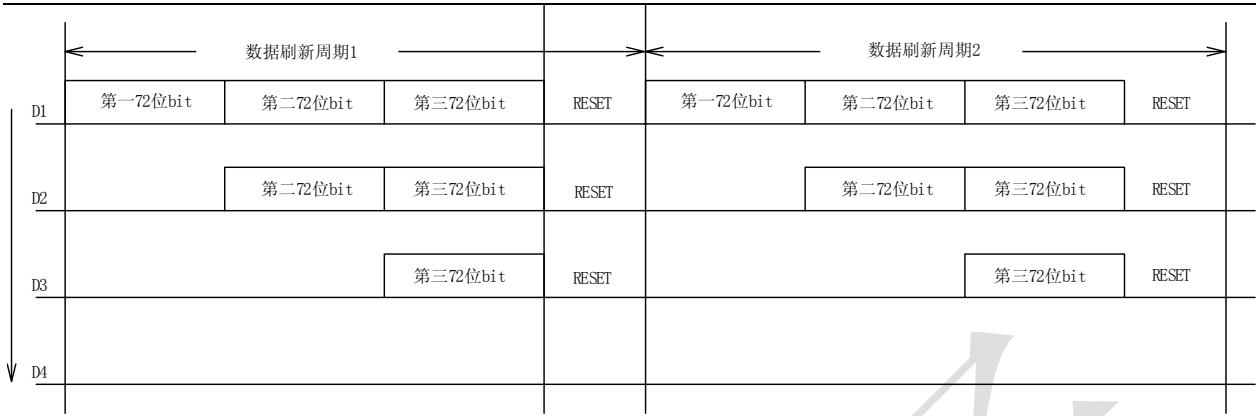 数据刷新周期1 数据刷新周期2
D1 第一72位bit 第二72位bit 第三72位bit RESET 第一72位bit 第二72位bit 第三72位bit RESET
D2 第二72位bit 第三72位bit RESET 第二72位bit 第三72位bit RESET
D3 第三72位bit RESET 第三72位bit RESET
D4